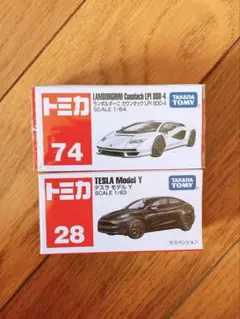 トミカ
74
LAMBORGHINI Countach LPI 800-4
ランボルギーニ カウンタック LPI 800-4
SCALE 1/64
TAKARA
TOMY
トミカ
28
TESLA Model Y
テスラ モデル Y
SCALE 1/63
TAKARA
TOMY
サスペンション